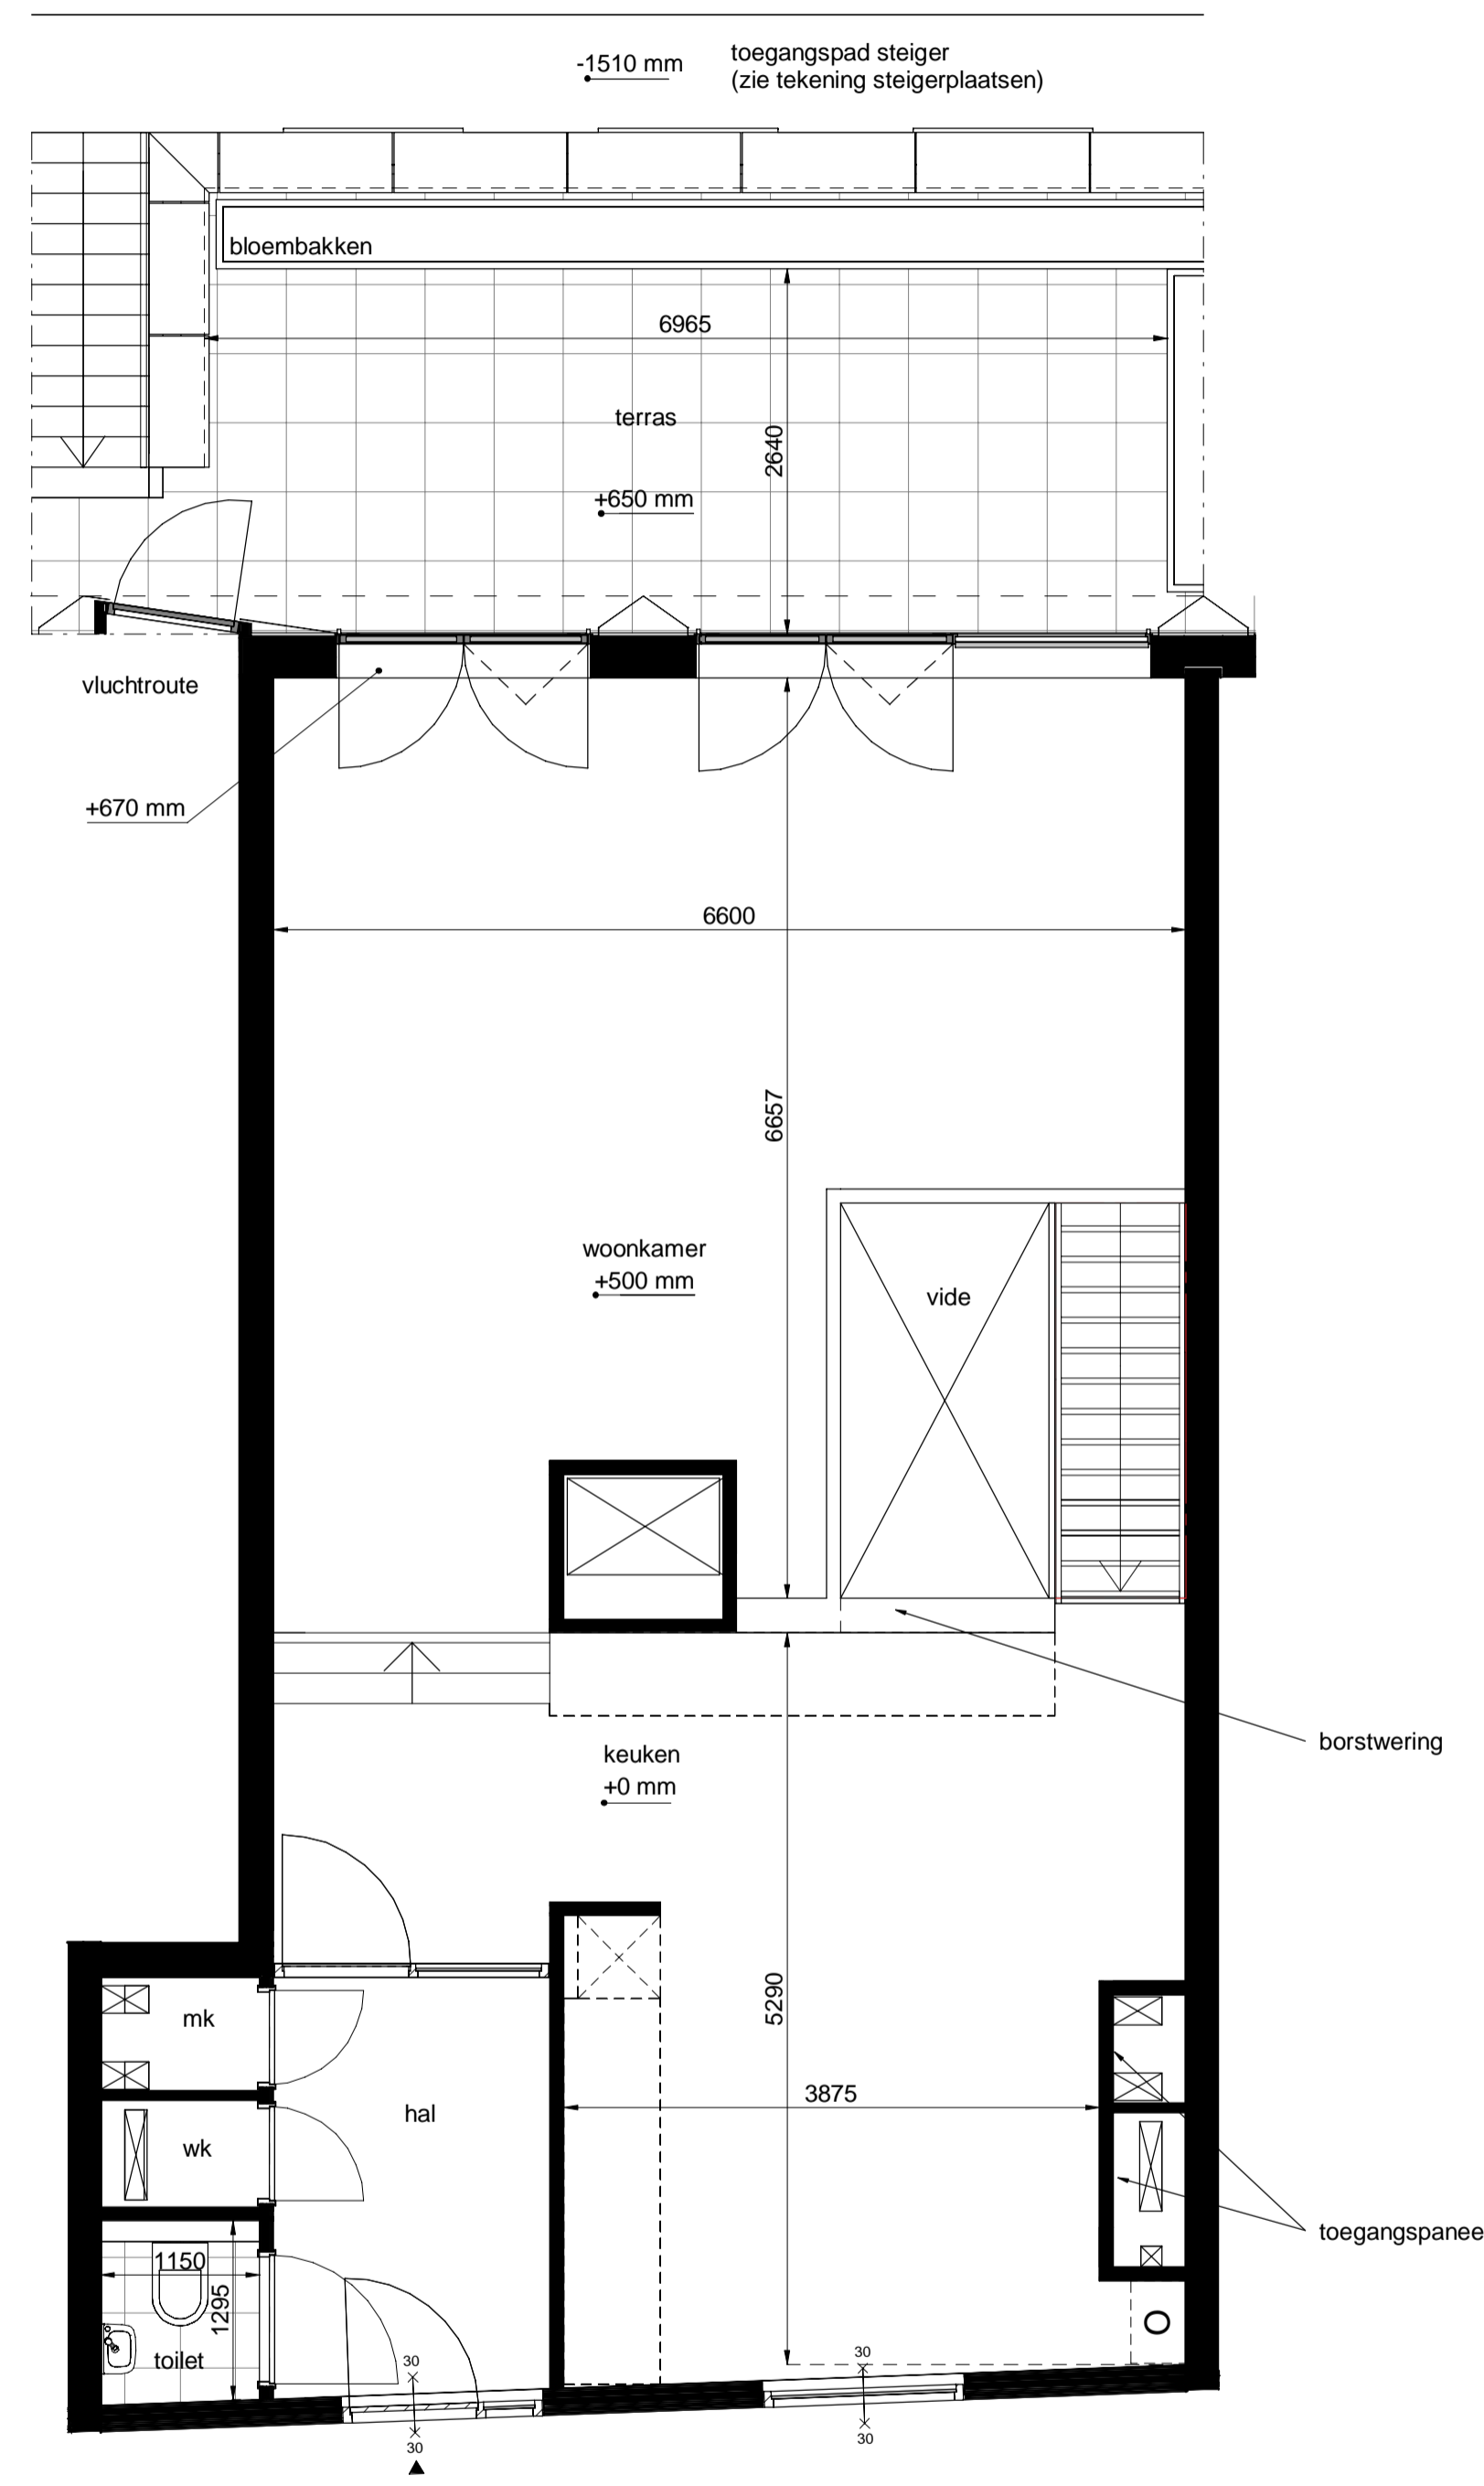 -1510 mm
toegangspad steiger
(zie tekening steigerplaatsen)
bloembakken
6965
terras
2640
+650 mm
vluchtroute
+670 mm
6600
6657
woonkamer
+500 mm
vide
borstwering
keuken
+0 mm
5290
mk
hal
3875
wk
toegangspanee
1150
1295
toilet
O
30
30
30
30